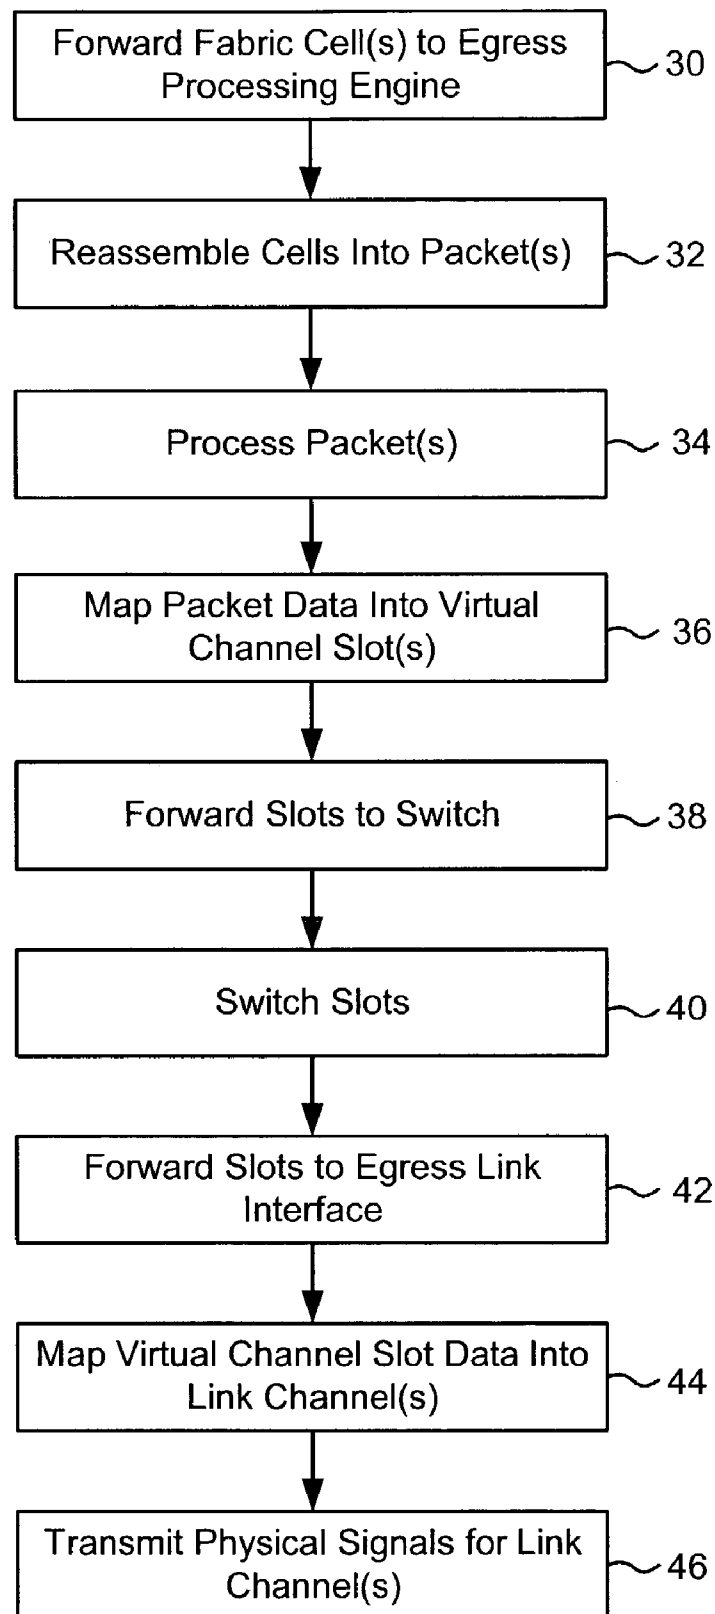 Forward Fabric Cell(s) to Egress
Processing Engine
30
Reassemble Cells Into Packet(s)
32
Process Packet(s)
34
Map Packet Data Into Virtual
Channel Slot(s)
36
Forward Slots to Switch
38
Switch Slots
40
Forward Slots to Egress Link
Interface
42
Map Virtual Channel Slot Data Into
Link Channel(s)
44
Transmit Physical Signals for Link
Channel(s)
46